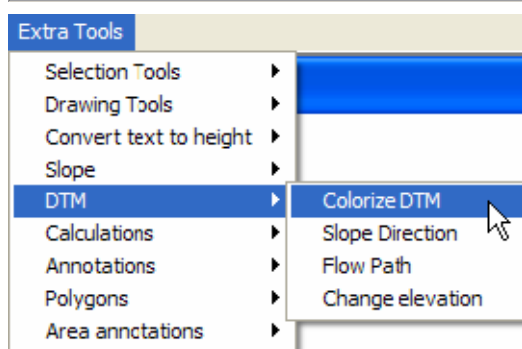 Extra Tools
Selection Tools
Drawing Tools
Convert text to height
Slope
DTM
Colorize DTM
Calculations
Slope Direction
Annotations
Flow Path
Polygons
Change elevation
Area annctations